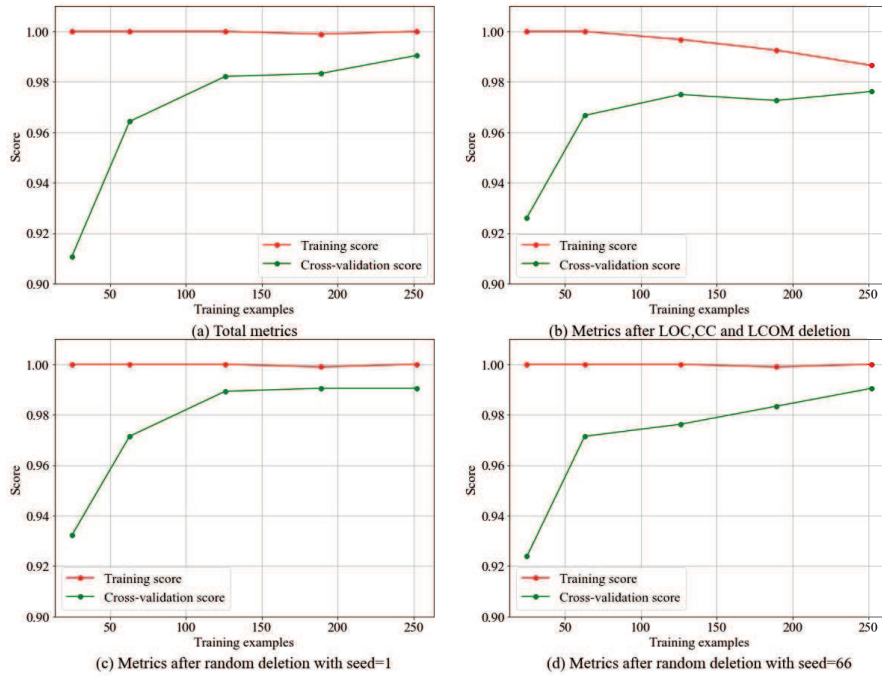 1.00
0.98
0.96
0.94
0.92
0.90
Score
50
100
150
200
250
Training examples
Training score
Cross-validation score
(a) Total metrics
1.00
0.98
0.96
0.94
0.92
0.90
Score
50
100
150
200
250
Training examples
Training score
Cross-validation score
(b) Metrics after LOC,CC and LCOM deletion
1.00
0.98
0.96
0.94
0.92
0.90
Score
50
100
150
200
250
Training examples
Training score
Cross-validation score
(c) Metrics after random deletion with seed=1
1.00
0.98
0.96
0.94
0.92
0.90
Score
50
100
150
200
250
Training examples
Training score
Cross-validation score
(d) Metrics after random deletion with seed=66